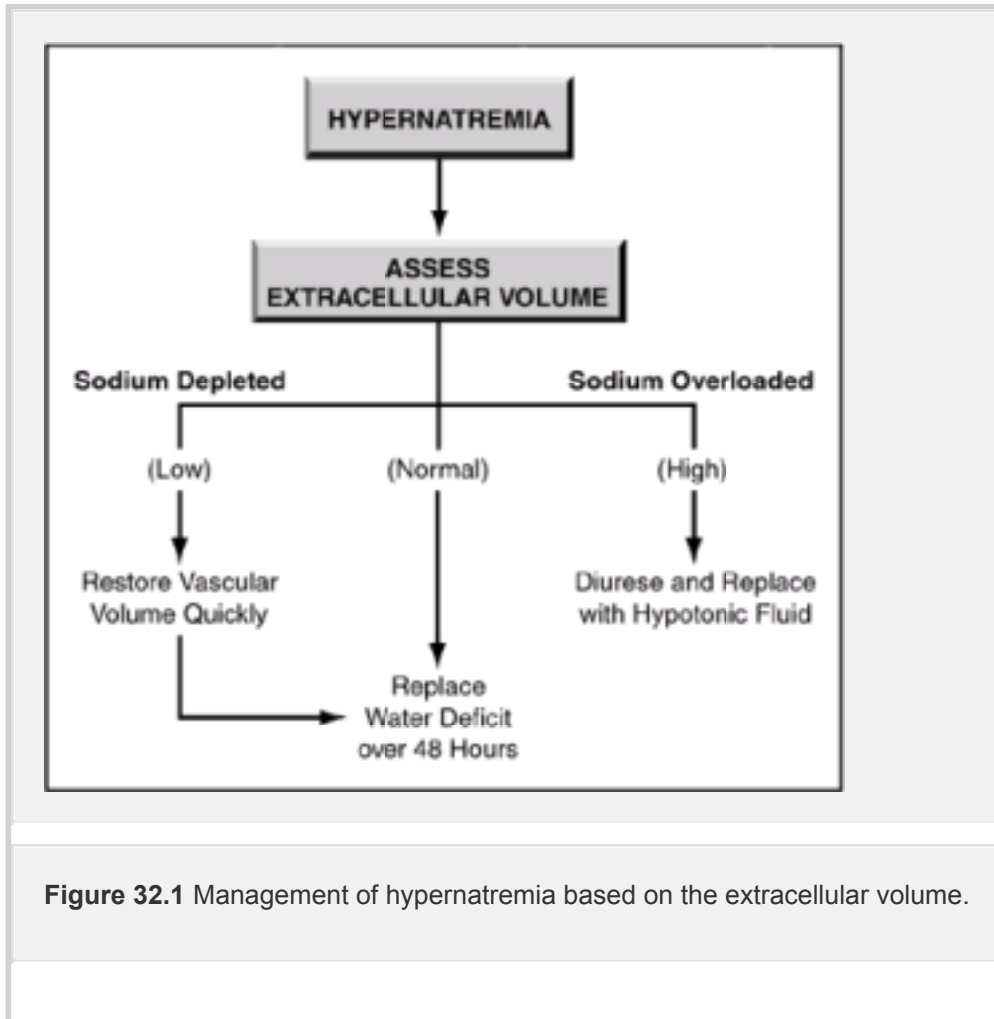 HYPERNATREMIA
ASSESS
EXTRACELLULAR VOLUME
Sodium Depleted
Sodium Overloaded
(Low)
(Normal)
(High)
Restore Vascular
Volume Quickly
Diurese and Replace
with Hypotonic Fluid
Replace
Water Deficit
over 48 Hours
Figure 32.1 Management of hypernatremia based on the extracellular volume.